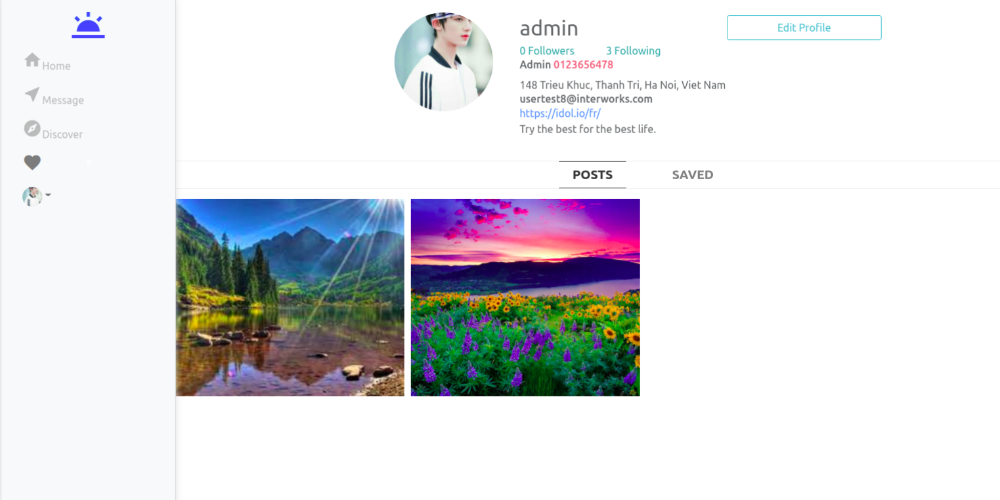 Home
Message
Discover
admin
Edit Profile
0 Followers 3 Following
Admin 0123656478
148 Trieu Khuc, Thanh Tri, Ha Noi, Viet Nam
usertest8@interworks.com
https://idol.io/fr/
Try the best for the best life.
POSTS SAVED